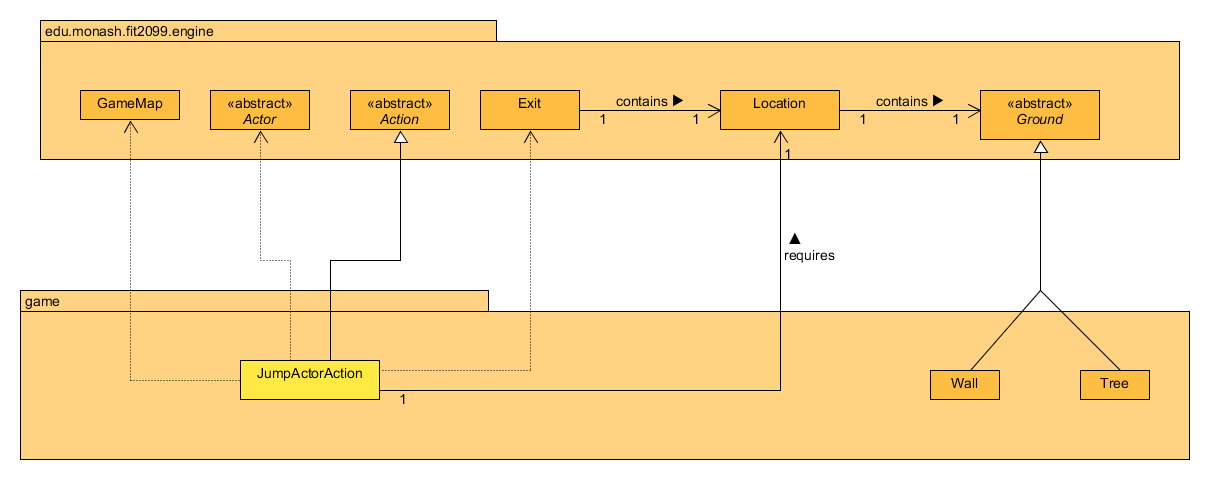 edu.monash.fit2099.engine
GameMap
«abstract»
Actor
«abstract»
Action
Exit
contains ▶
1
1
Location
contains ▶
1
1
«abstract»
Ground
1
▲
requires
game
JumpActorAction
1
Wall
Tree